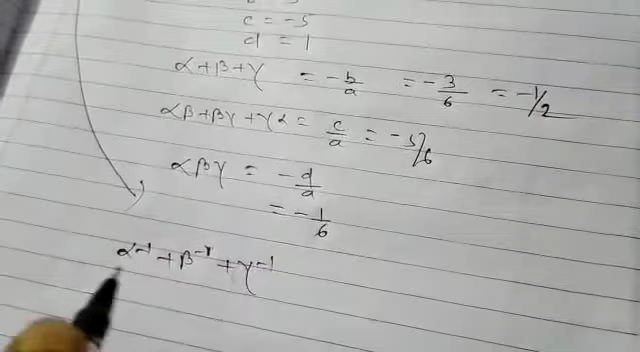 c = -5
d = 1
α+β+γ = -b/a = -3/6 = -1/2
αβ+βγ+γα = c/a = -5/6
αβγ = -d/a
= -1/6
α⁻¹+β⁻¹+γ⁻¹